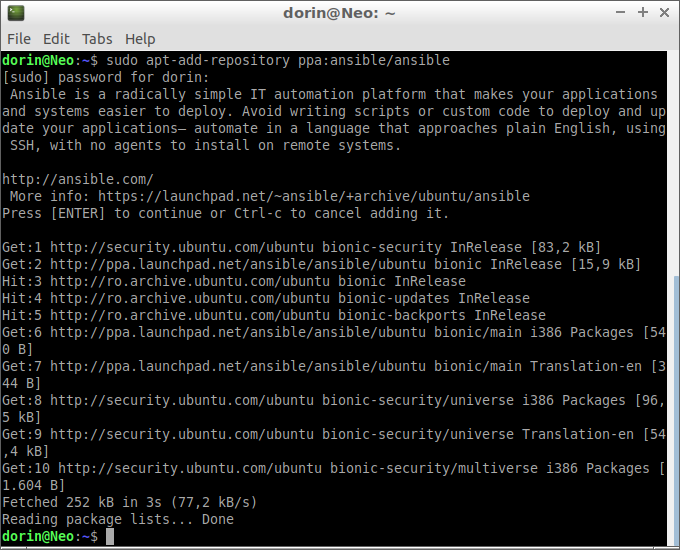 dorin@Neo: ~
File Edit Tabs Help
dorin@Neo:~$ sudo apt-add-repository ppa:ansible/ansible
[sudo] password for dorin:
 Ansible is a radically simple IT automation platform that makes your applications
and systems easier to deploy. Avoid writing scripts or custom code to deploy and up
date your applications— automate in a language that approaches plain English, using
 SSH, with no agents to install on remote systems.

http://ansible.com/
 More info: https://launchpad.net/~ansible/+archive/ubuntu/ansible
Press [ENTER] to continue or Ctrl-c to cancel adding it.

Get:1 http://security.ubuntu.com/ubuntu bionic-security InRelease [83,2 kB]
Get:2 http://ppa.launchpad.net/ansible/ansible/ubuntu bionic InRelease [15,9 kB]
Hit:3 http://ro.archive.ubuntu.com/ubuntu bionic InRelease
Hit:4 http://ro.archive.ubuntu.com/ubuntu bionic-updates InRelease
Hit:5 http://ro.archive.ubuntu.com/ubuntu bionic-backports InRelease
Get:6 http://ppa.launchpad.net/ansible/ansible/ubuntu bionic/main i386 Packages [54
0 B]
Get:7 http://ppa.launchpad.net/ansible/ansible/ubuntu bionic/main Translation-en [3
44 B]
Get:8 http://security.ubuntu.com/ubuntu bionic-security/universe i386 Packages [96,
5 kB]
Get:9 http://security.ubuntu.com/ubuntu bionic-security/universe Translation-en [54
,4 kB]
Get:10 http://security.ubuntu.com/ubuntu bionic-security/multiverse i386 Packages [
1.604 B]
Fetched 252 kB in 3s (77,2 kB/s)
Reading package lists... Done
dorin@Neo:~$